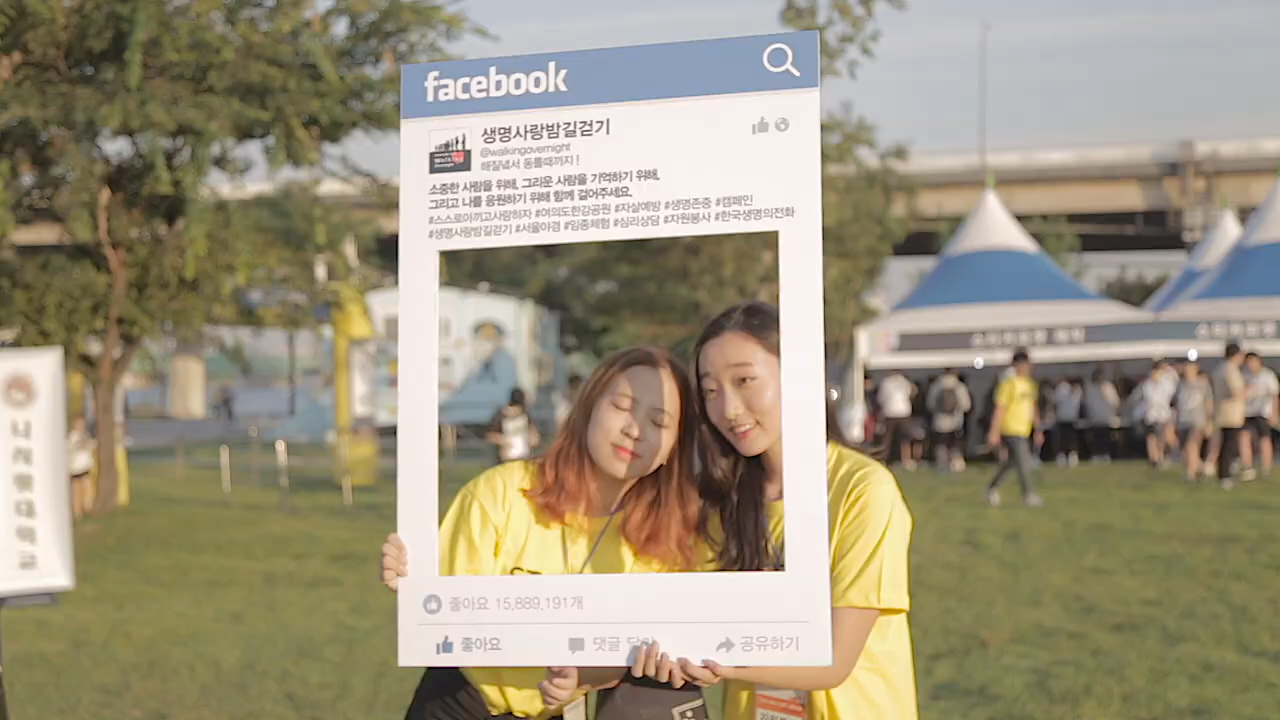 facebook
생명사랑밤길걷기
@walkingovernight
해질녘서 동틀때까지 !
소중한 사람을 위해, 그리운 사람을 기억하기 위해,
그리고 나를 응원하기 위해 함께 걸어주세요.
#스스로아끼고사랑하자 #여의도한강공원 #자살예방 #생명존중 #캠페인
#생명사랑밤길걷기 #서울야경 #임종체험 #심리상담 #자원봉사 #한국생명의전화
좋아요 15,889,191개
좋아요 댓글 공유하기